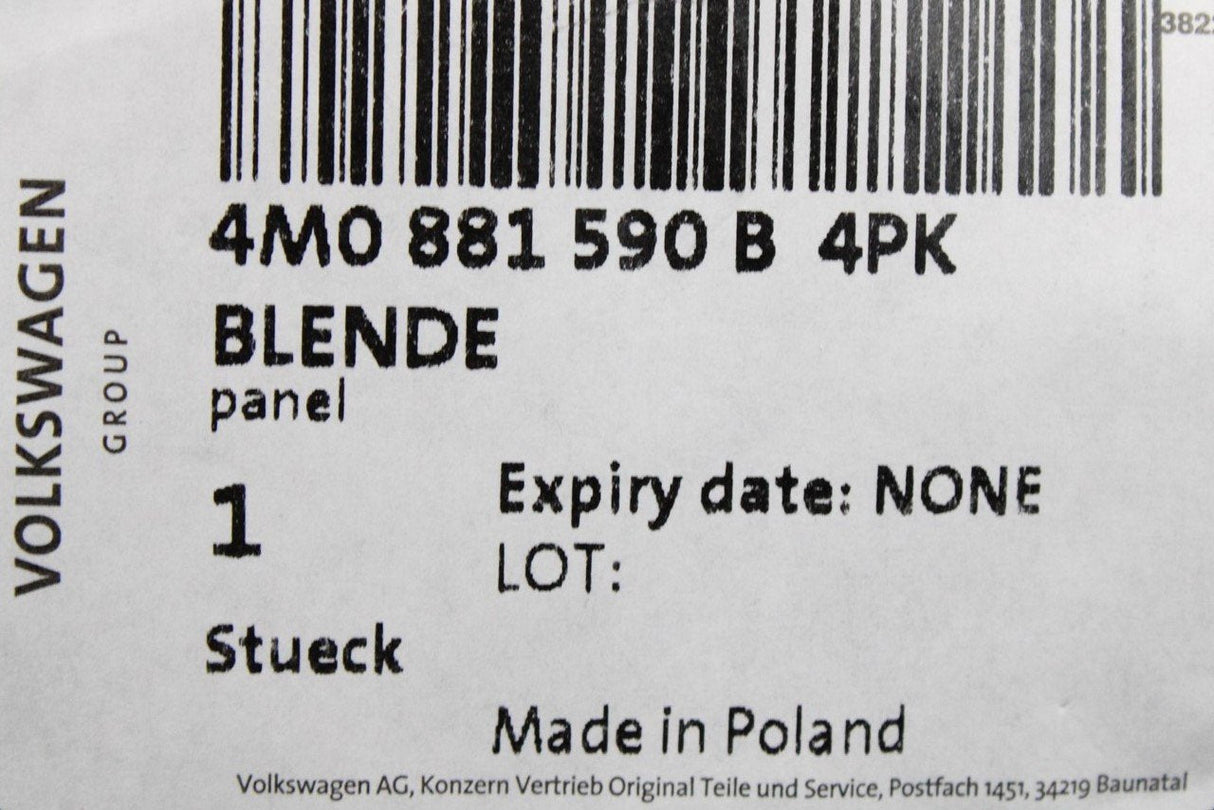 4M0 881 590 B 4PK
BLENDE
panel
1
Expiry date: NONE
LOT:
Stueck
Made in Poland
Volkswagen AG, Konzern Vertrieb Original Teile und Service, Postfach 1451, 34219 Baunatal
VOLKSWAGEN
GROUP